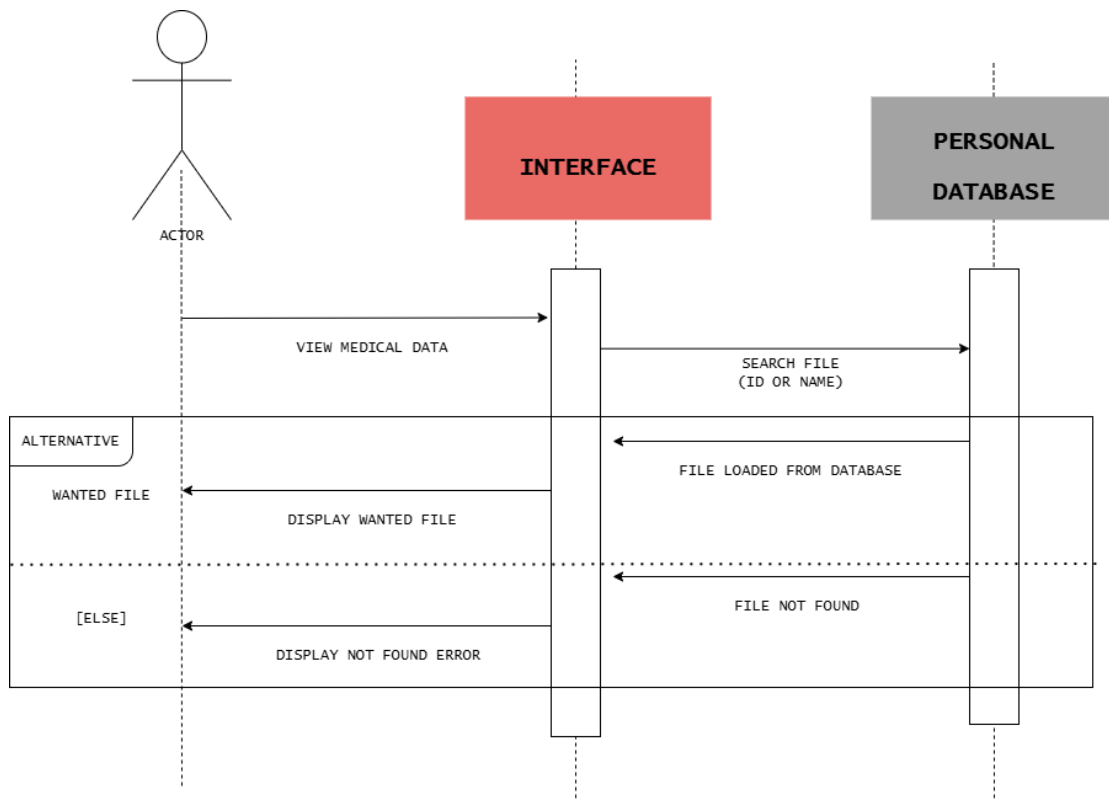 ACTOR
INTERFACE
PERSONAL
DATABASE
VIEW MEDICAL DATA
SEARCH FILE
(ID OR NAME)
ALTERNATIVE
FILE LOADED FROM DATABASE
WANTED FILE
DISPLAY WANTED FILE
FILE NOT FOUND
[ELSE]
DISPLAY NOT FOUND ERROR